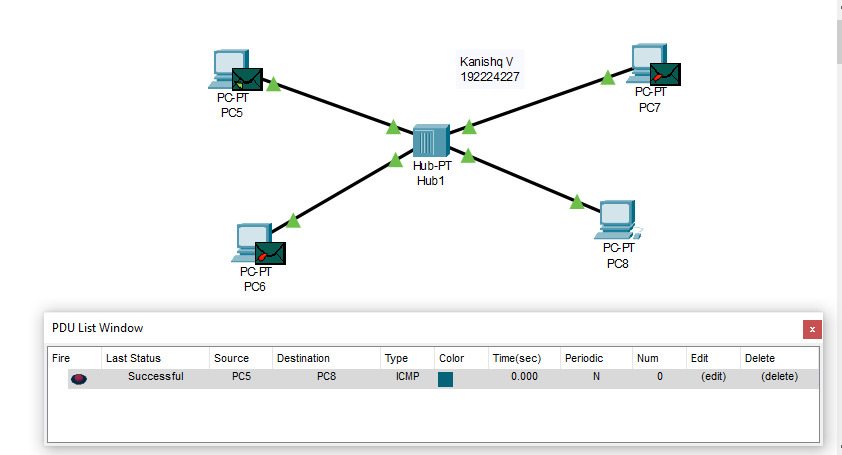 Kanishq V
192224227
PC-PT
PC5
PC-PT
PC7
Hub-PT
Hub1
PC-PT
PC6
PC-PT
PC8
PDU List Window
x
Fire Last Status Source Destination Type Color Time(sec) Periodic Num Edit Delete
Successful PC5 PC8 ICMP 0.000 N 0 (edit) (delete)